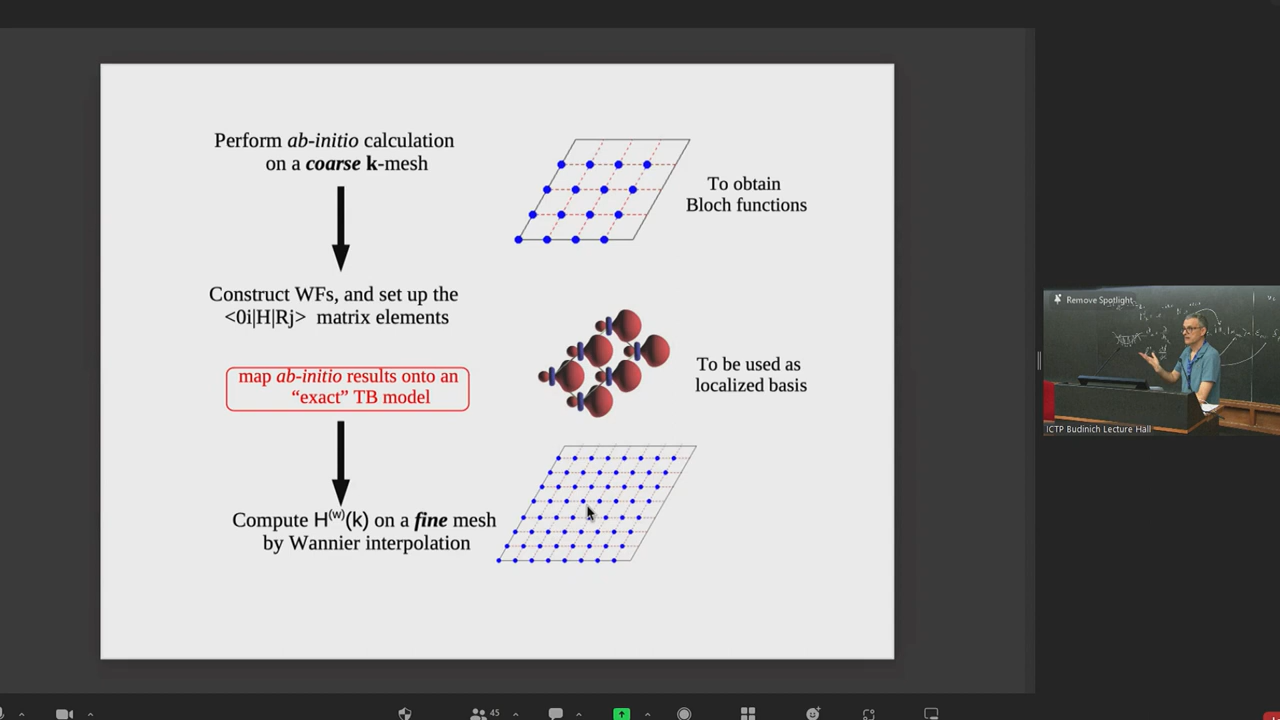 Perform ab-initio calculation
on a coarse k-mesh
To obtain
Bloch functions
Construct WFs, and set up the
<0i|H|Rj> matrix elements
map ab-initio results onto an
“exact” TB model
To be used as
localized basis
Compute H(w)(k) on a fine mesh
by Wannier interpolation
Remove Spotlight
ICTP Budinich Lecture Hall
45